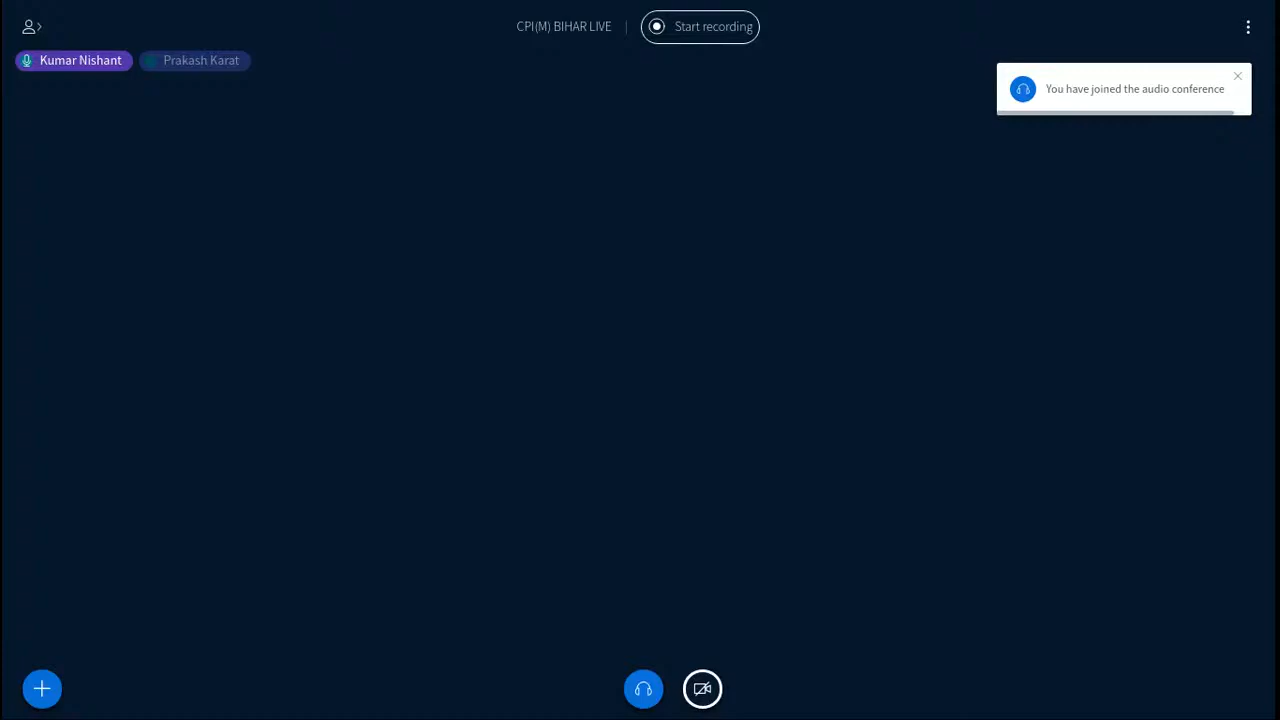 CPI(M) BIHAR LIVE
Start recording
Kumar Nishant
Prakash Karat
You have joined the audio conference